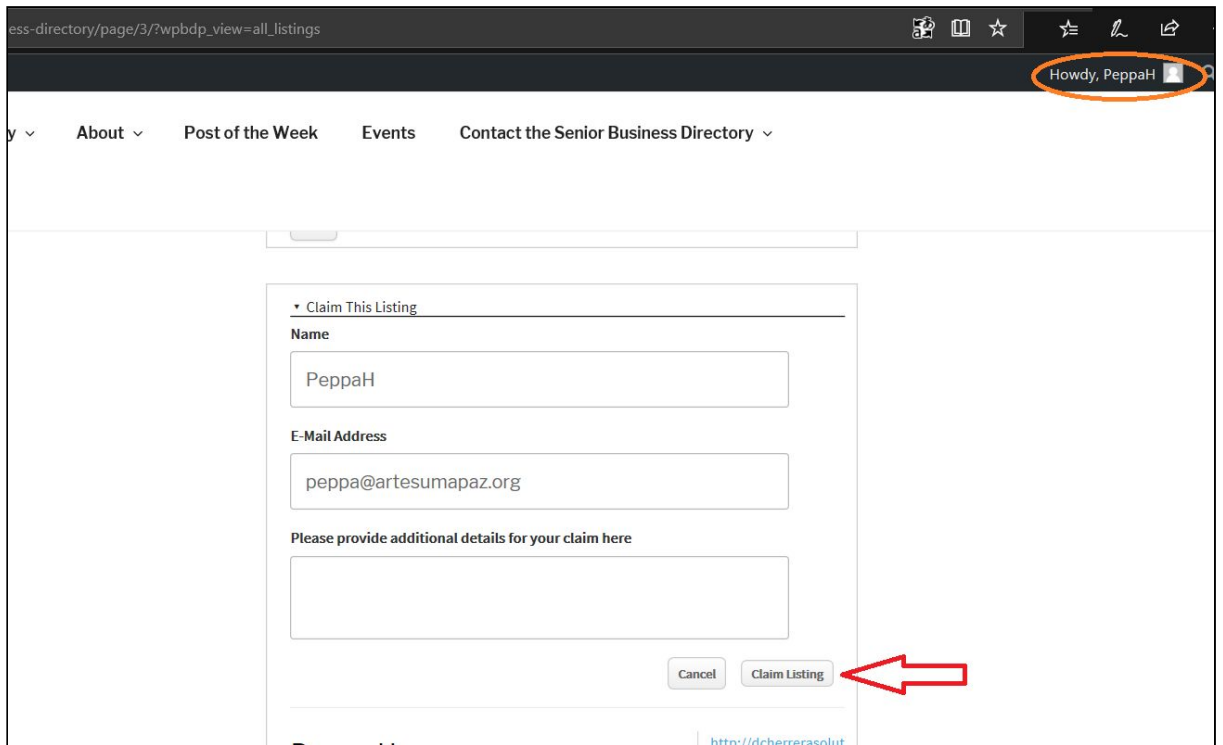 ess-directory/page/3/?wpbdp_view=all_listings
Howdy, PeppaH
y About Post of the Week Events Contact the Senior Business Directory
Claim This Listing
Name
PeppaH
E-Mail Address
peppa@artesumapaz.org
Please provide additional details for your claim here
Cancel Claim Listing
http://dcherrerasolut